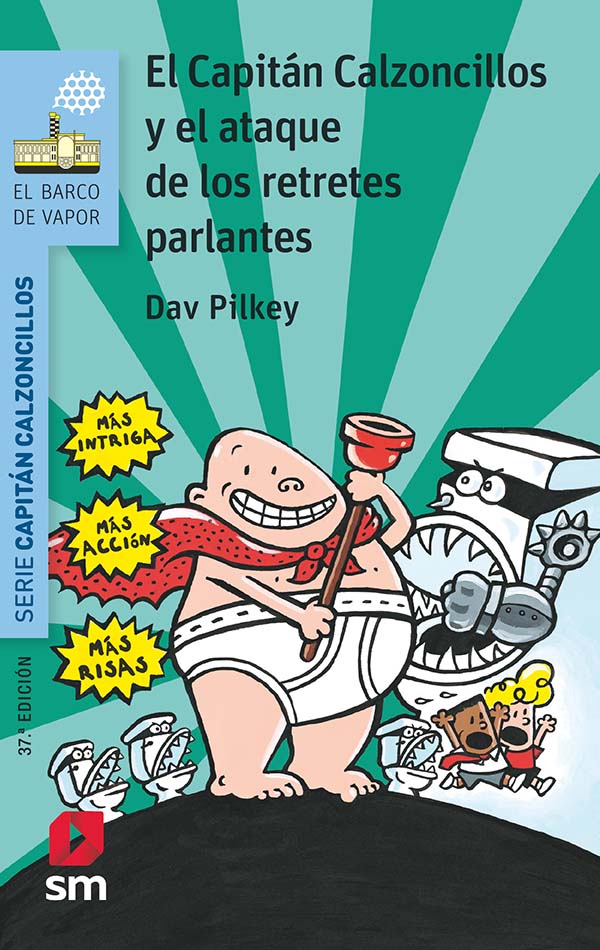 El Capitán Calzoncillos
y el ataque
de los retretes
parlantes
Dav Pilkey
EL BARCO
DE VAPOR
SERIE CAPITÁN CALZONCILLOS
37.ª EDICIÓN
MÁS
INTRIGA
MÁS
ACCIÓN
MÁS
RISAS
sm